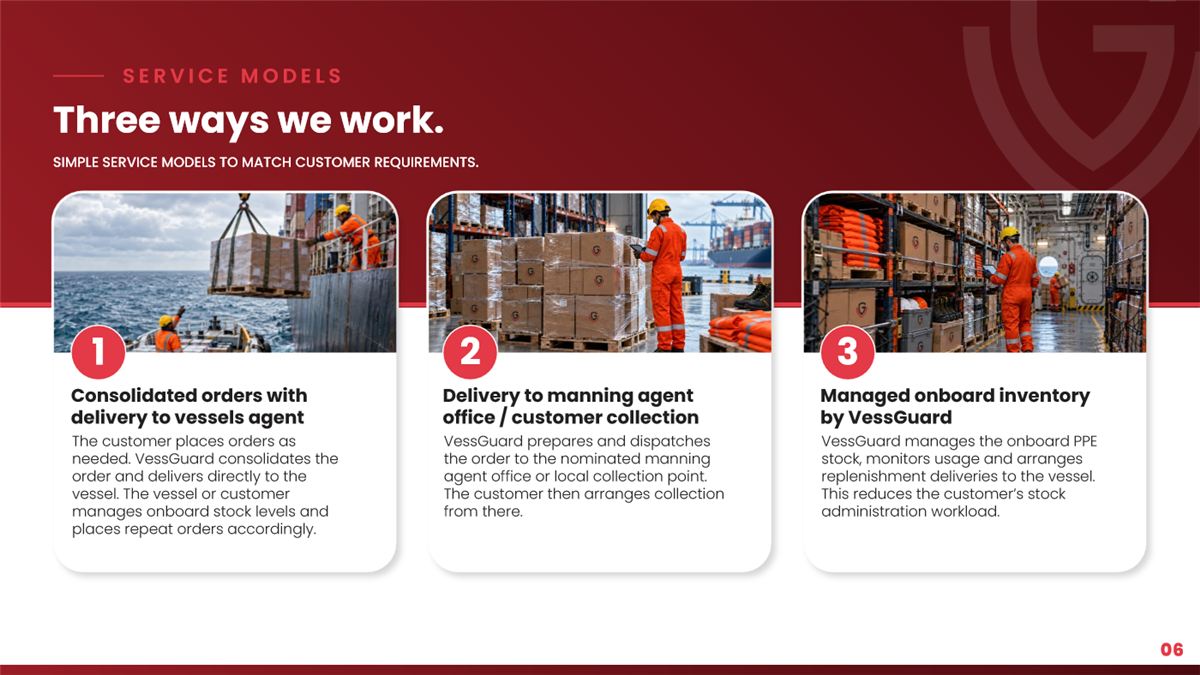 SERVICE MODELS
Three ways we work.
SIMPLE SERVICE MODELS TO MATCH CUSTOMER REQUIREMENTS.
1
Consolidated orders with
delivery to vessels agent
The customer places orders as
needed. VessGuard consolidates the
order and delivers directly to the
vessel. The vessel or customer
manages onboard stock levels and
places repeat orders accordingly.
2
Delivery to manning agent
office / customer collection
VessGuard prepares and dispatches
the order to the nominated manning
agent office or local collection point.
The customer then arranges collection
from there.
3
Managed onboard inventory
by VessGuard
VessGuard manages the onboard PPE
stock, monitors usage and arranges
replenishment deliveries to the vessel.
This reduces the customer’s stock
administration workload.
06